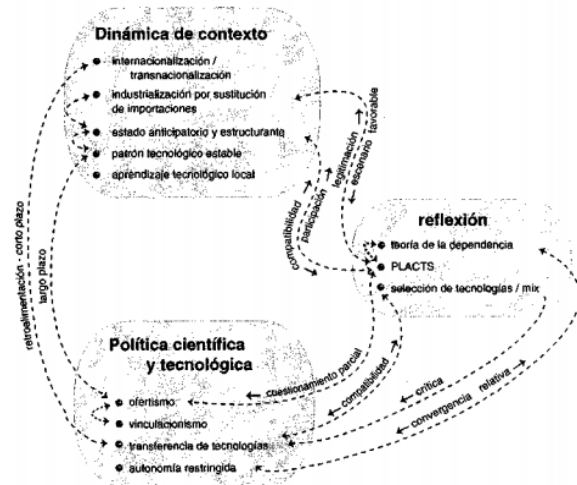 Dinámica de contexto
internacionalización /
transnacionalización
industrialización por sustitución
de importaciones
estado anticipatorio y estructurante
patrón tecnológico estable
aprendizaje tecnológico local
compatibilidad
participación
legitimación
escenario
favorable
reflexión
teoría de la dependencia
PLACTS
selección de tecnologías / mix
retroalimentación - corto plazo
largo plazo
Política científica
y tecnológica
ofertismo
vinculacionismo
transferencia de tecnologías
autonomía restringida
cuestionamiento parcial
compatibilidad
crítica
convergencia relativa